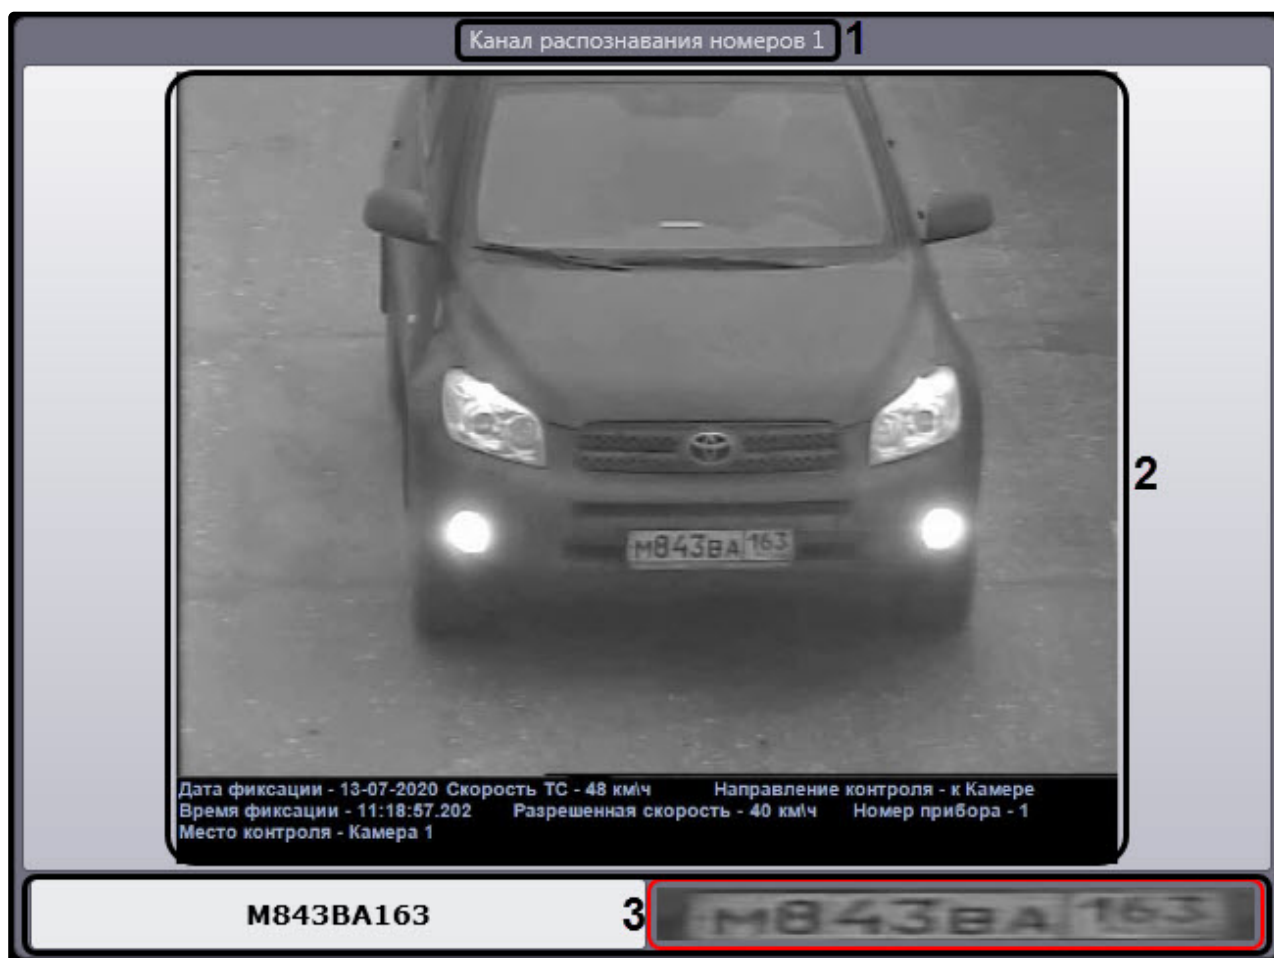 Канал распознавания номеров 1 1
2
М843ВА 163
Дата фиксации - 13-07-2020 Скорость ТС - 48 км\ч Направление контроля - к Камере
Время фиксации - 11:18:57.202 Разрешенная скорость - 40 км\ч Номер прибора - 1
Место контроля - Камера 1
М843ВА163 3 М843ВА 163